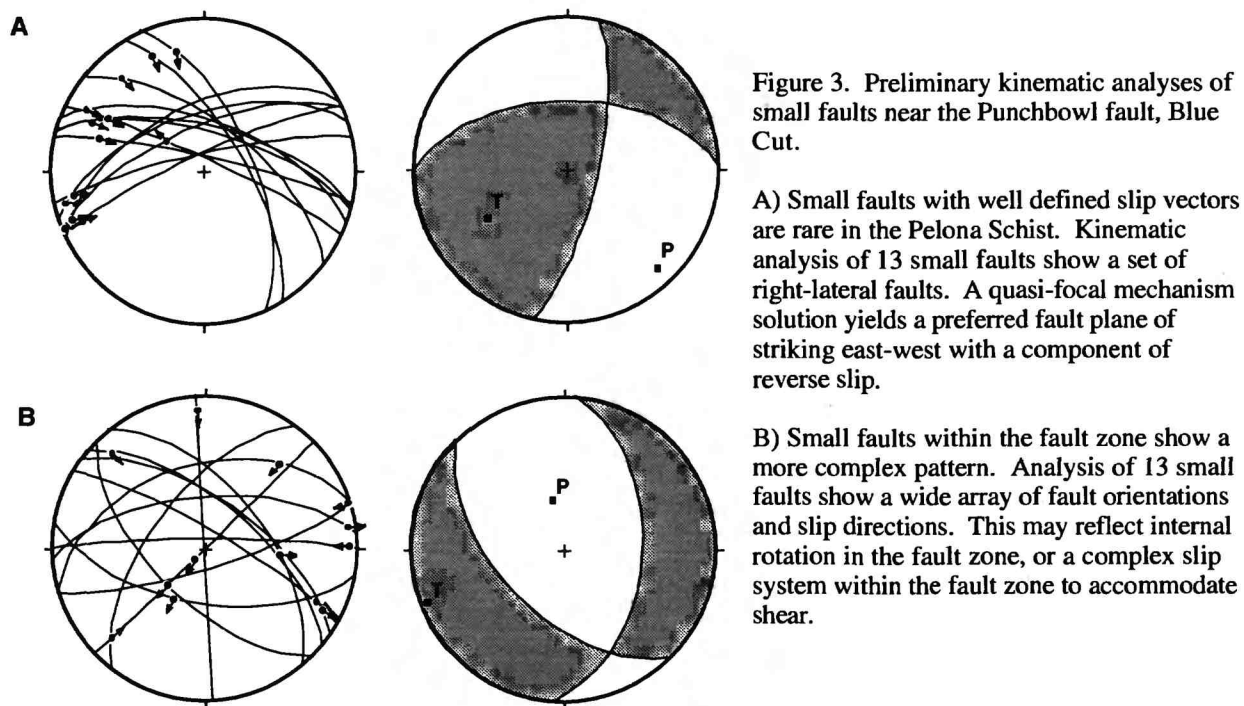 A
T
P
Figure 3. Preliminary kinematic analyses of
small faults near the Punchbowl fault, Blue
Cut.
A) Small faults with well defined slip vectors
are rare in the Pelona Schist. Kinematic
analysis of 13 small faults show a set of
right-lateral faults. A quasi-focal mechanism
solution yields a preferred fault plane of
striking east-west with a component of
reverse slip.
B
P
T
B) Small faults within the fault zone show a
more complex pattern. Analysis of 13 small
faults show a wide array of fault orientations
and slip directions. This may reflect internal
rotation in the fault zone, or a complex slip
system within the fault zone to accommodate
shear.